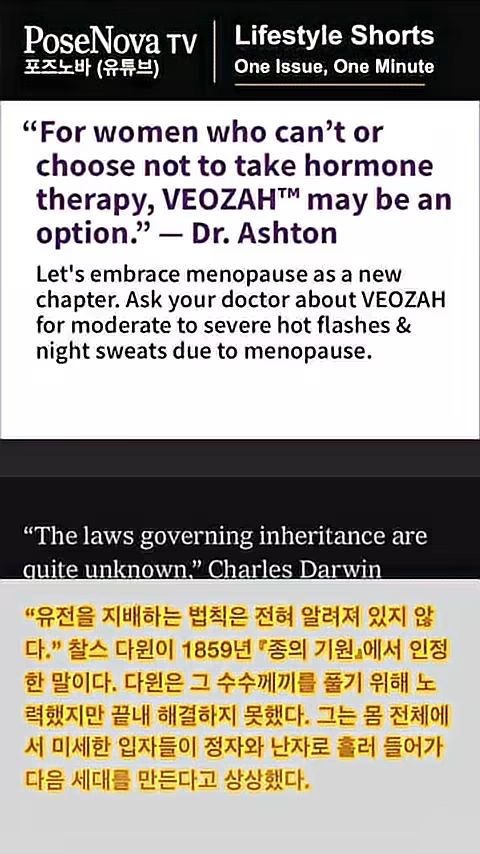 PoseNova TV
포즈노바 (유튜브)
Lifestyle Shorts
One Issue, One Minute
“For women who can’t or
choose not to take hormone
therapy, VEOZAH™ may be an
option.” — Dr. Ashton
Let's embrace menopause as a new
chapter. Ask your doctor about VEOZAH
for moderate to severe hot flashes &
night sweats due to menopause.
“The laws governing inheritance are
quite unknown,” Charles Darwin
“유전을 지배하는 법칙은 전혀 알려져 있지 않
다.” 찰스 다윈이 1859년 『종의 기원』에서 인정
한 말이다. 다윈은 그 수수께끼를 풀기 위해 노
력했지만 끝내 해결하지 못했다. 그는 몸 전체에
서 미세한 입자들이 정자와 난자로 흘러 들어가
다음 세대를 만든다고 상상했다.